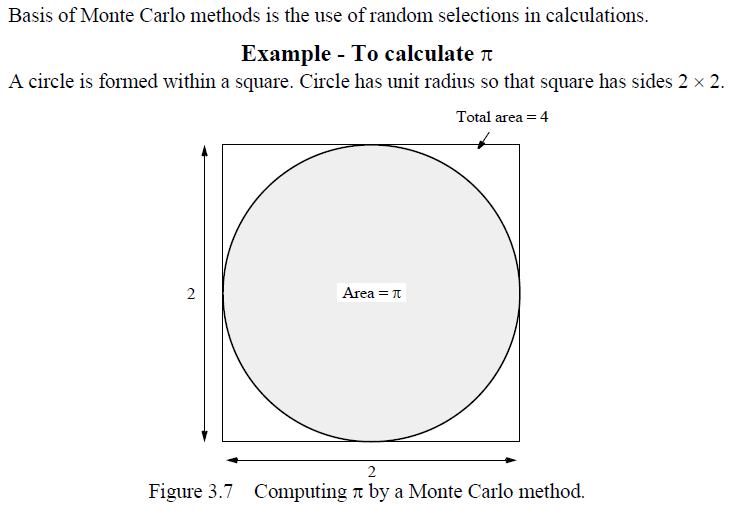 Basis of Monte Carlo methods is the use of random selections in calculations.
Example - To calculate π
A circle is formed within a square. Circle has unit radius so that square has sides 2 × 2.
Total area = 4
2
Area = π
2
Figure 3.7 Computing π by a Monte Carlo method.